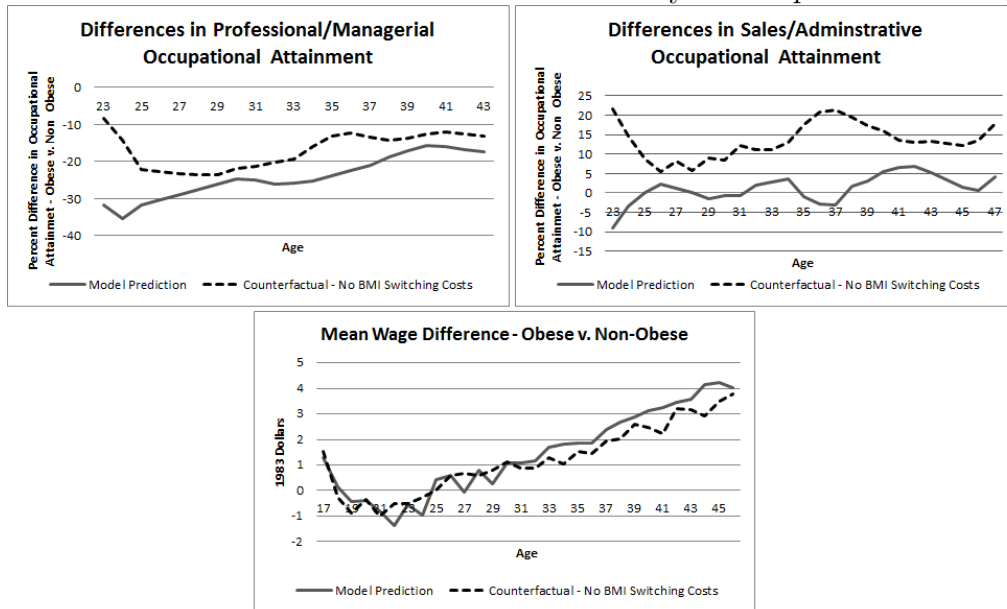 Differences in Professional/Managerial
Occupational Attainment
Percent Difference in Occupational
Attainmet - Obese v. Non Obese
0
-10
-20
-30
-40
23 25 27 29 31 33 35 37 39 41 43
Age
Model Prediction
Counterfactual - No BMI Switching Costs
Differences in Sales/Adminstrative
Occupational Attainment
Percent Difference in Occupational
Attainmet - Obese v. Non Obese
25
20
15
10
5
0
-5
-10
-15
23 25 27 29 31 33 35 37 39 41 43 45 47
Age
Model Prediction
Counterfactual - No BMI Switching Costs
Mean Wage Difference - Obese v. Non-Obese
1983 Dollars
5
4
3
2
1
0
-1
-2
17 19 21 23 25 27 29 31 33 35 37 39 41 43 45
Age
Model Prediction
Counterfactual - No BMI Switching Costs